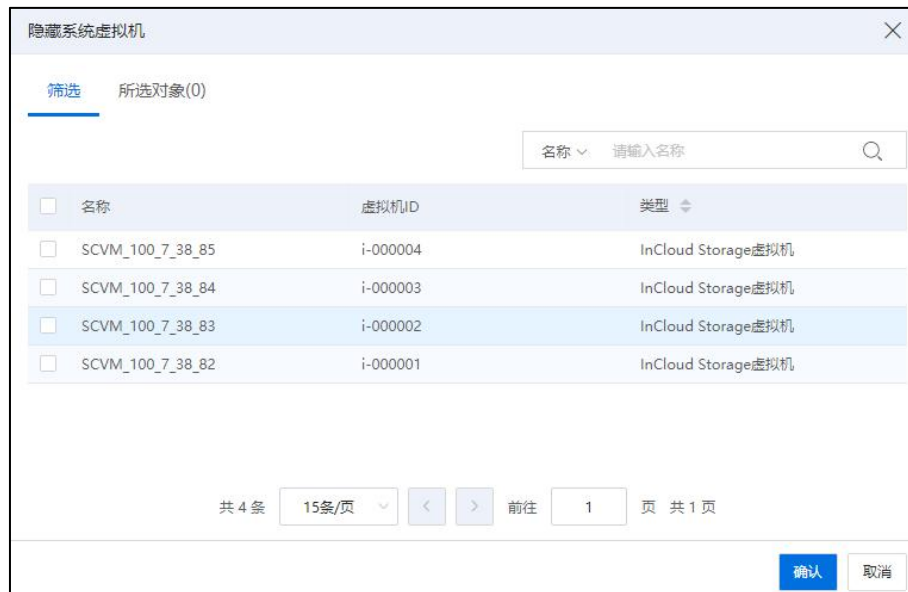 隐藏系统虚拟机
筛选 所选对象(0)
名称 请输入名称
名称 虚拟机ID 类型
SCVM_100_7_38_85 i-000004 InCloud Storage虚拟机
SCVM_100_7_38_84 i-000003 InCloud Storage虚拟机
SCVM_100_7_38_83 i-000002 InCloud Storage虚拟机
SCVM_100_7_38_82 i-000001 InCloud Storage虚拟机
共 4 条 15条/页 < > 前往 1 页 共 1 页
确认 取消